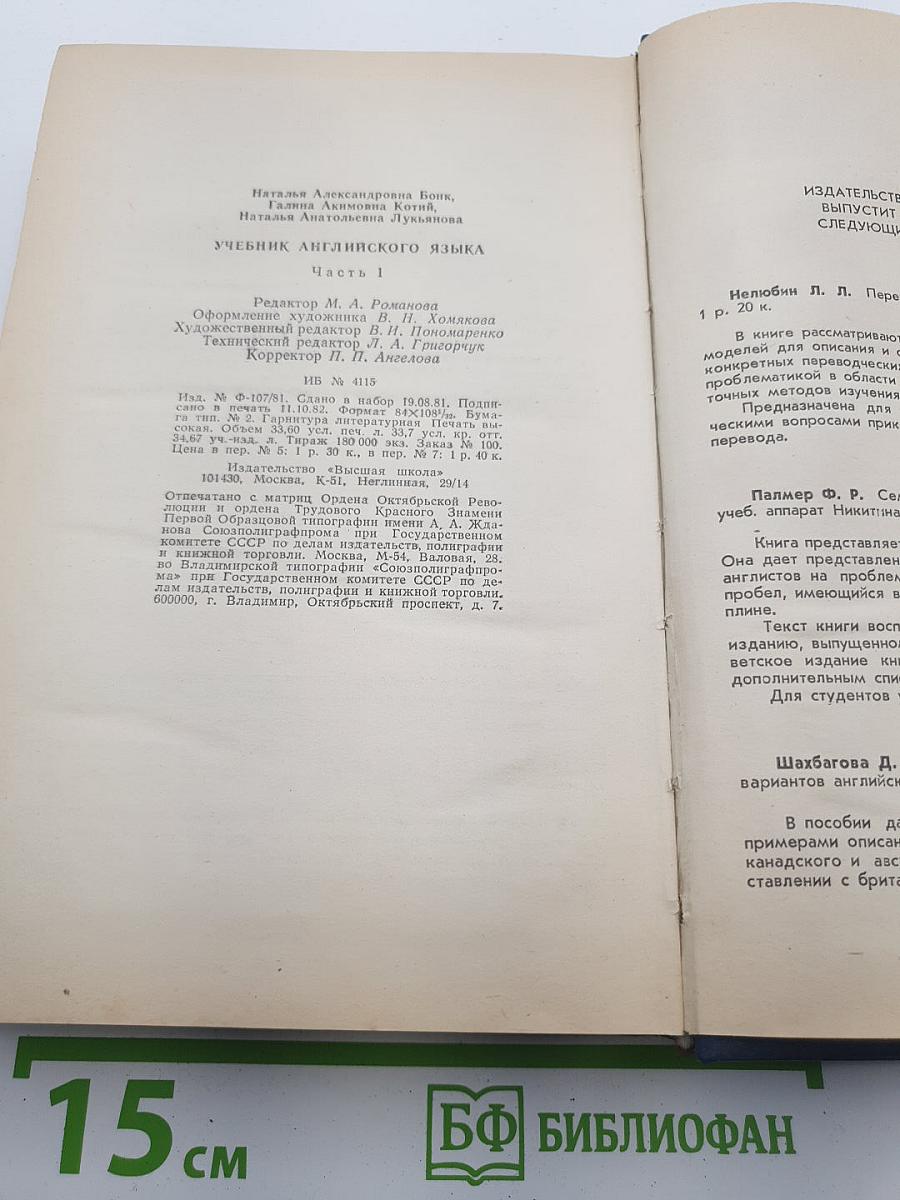 Наталья Александровна Бонк,
Галина Акимовна Котий,
Наталья Анатольевна Лукьянова
УЧЕБНИК АНГЛИЙСКОГО ЯЗЫКА
Часть 1
Редактор М. А. Романова
Оформление художника В. Н. Хомякова
Художественный редактор В. И. Пономаренко
Технический редактор Л. А. Григорчук
Корректор П. П. Ангелова
ИБ № 4115
Изд. № Ф-107/81. Сдано в набор 19.08.81. Подпи-
сано в печать 11.10.82. Формат 84×108¹/₃₂. Бума-
га тип. № 2. Гарнитура литературная Печать вы-
сокая. Объем 33,60 усл. печ. л. 33,7 усл. кр. отт.
34,67 уч.-изд. л. Тираж 180 000 экз. Заказ № 100.
Цена в пер. № 5: 1 р. 30 к., в пер. № 7: 1 р. 40 к.
Издательство «Высшая школа»
101430, Москва, К-51, Неглинная, 29/14
Отпечатано с матриц Ордена Октябрьской Рево-
люции и ордена Трудового Красного Знамени
Первой Образцовой типографии имени А. А. Жда-
нова Союзполиграфпрома при Государственном
комитете СССР по делам издательств, полиграфии
и книжной торговли. Москва, М-54, Валовая, 28.
во Владимирской типографии «Союзполиграфпро-
ма» при Государственном комитете СССР по де-
лам издательств, полиграфии и книжной торговли.
600000, г. Владимир, Октябрьский проспект, д. 7.
ИЗДАТЕЛЬСТВ
ВЫПУСТИТ
СЛЕДУЮЩИ
Нелюбин Л. Л. Пере
1 р. 20 к.
В книге рассматривают
моделей для описания и
конкретных переводческих
проблематикой в области
точных методов изучения
Предназначена для
ческими вопросами прик
перевода.
Палмер Ф. Р. Сем
учеб. аппарат Никитина
Книга представляет
Она дает представлен
англистов на проблем
пробел, имеющийся в
плине.
Текст книги восп
изданию, выпущенном
ветское издание кни
дополнительным спис
Для студентов
Шахбагова Д.
вариантов английск
В пособии да
примерами описан
канадского и авс
ставлении с брита
15 см
БФ БИБЛИОФАН